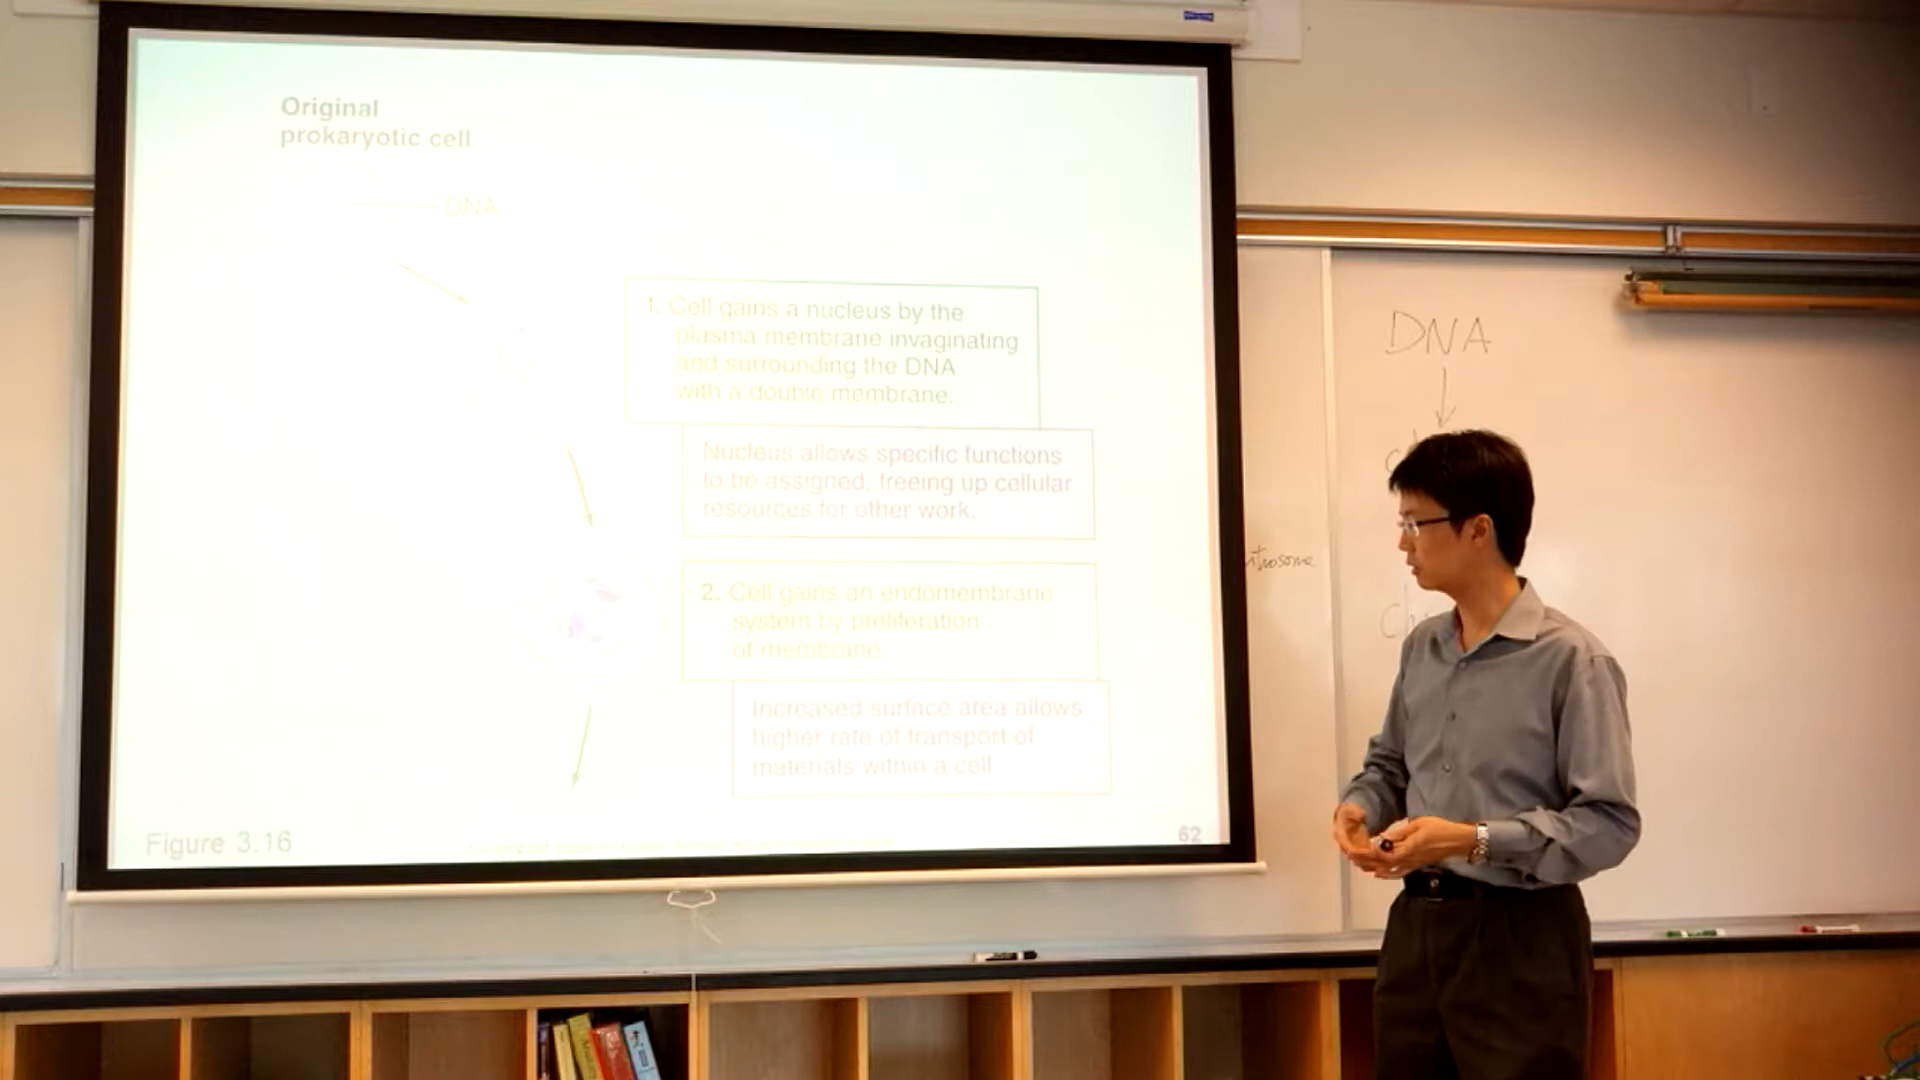 Original
prokaryotic cell
DNA
1. Cell gains a nucleus by the
plasma membrane invaginating
and surrounding the DNA
with a double membrane.
Nucleus allows specific functions
to be assigned, freeing up cellular
resources for other work.
2. Cell gains an endomembrane
system by proliferation
of membrane.
Increased surface area allows
higher rate of transport of
materials within a cell
Figure 3.16
62
DNA